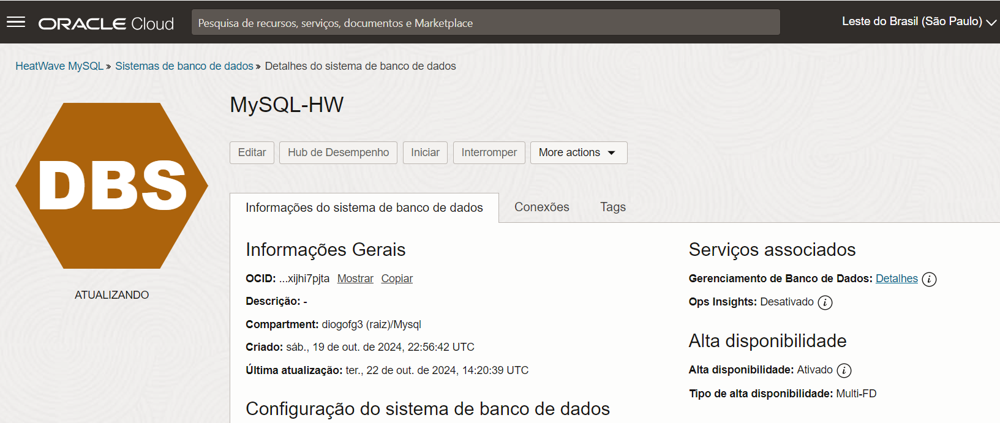 ORACLE Cloud
Pesquisa de recursos, serviços, documentos e Marketplace
Leste do Brasil (São Paulo)
HeatWave MySQL » Sistemas de banco de dados » Detalhes do sistema de banco de dados
DBS
ATUALIZANDO
MySQL-HW
Editar Hub de Desempenho Iniciar Interromper More actions
Informações do sistema de banco de dados Conexões Tags
Informações Gerais
OCID: ...xijhi7pjta Mostrar Copiar
Descrição: -
Compartment: diogofg3 (raiz)/Mysql
Criado: sáb., 19 de out. de 2024, 22:56:42 UTC
Última atualização: ter., 22 de out. de 2024, 14:20:39 UTC
Configuração do sistema de banco de dados
Serviços associados
Gerenciamento de Banco de Dados: Detalhes i
Ops Insights: Desativado i
Alta disponibilidade
Alta disponibilidade: Ativado i
Tipo de alta disponibilidade: Multi-FD